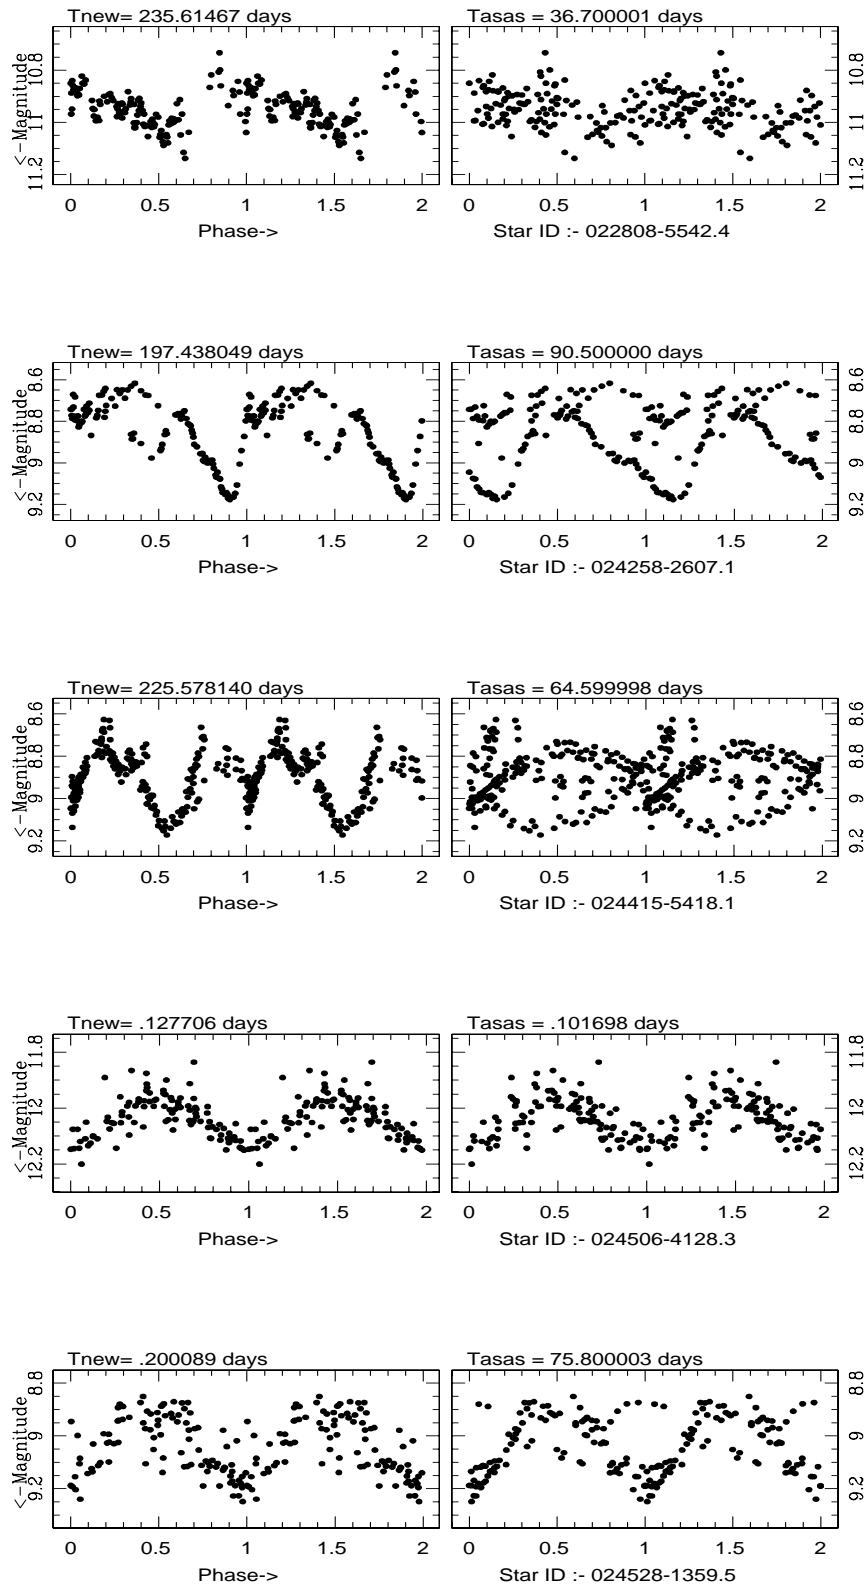 Tnew= 235.61467 days Tasas = 36.700001 days
<-Magnitude
10.8 11 11.2
10.8 11 11.2
0 0.5 1 1.5 2 0 0.5 1 1.5 2
Phase-> Star ID :- 022808-5542.4
Tnew= 197.438049 days Tasas = 90.500000 days
<-Magnitude
8.6 8.8 9 9.2
8.6 8.8 9 9.2
0 0.5 1 1.5 2 0 0.5 1 1.5 2
Phase-> Star ID :- 024258-2607.1
Tnew= 225.578140 days Tasas = 64.599998 days
<-Magnitude
8.6 8.8 9 9.2
8.6 8.8 9 9.2
0 0.5 1 1.5 2 0 0.5 1 1.5 2
Phase-> Star ID :- 024415-5418.1
Tnew= .127706 days Tasas = .101698 days
<-Magnitude
11.8 12 12.2
11.8 12 12.2
0 0.5 1 1.5 2 0 0.5 1 1.5 2
Phase-> Star ID :- 024506-4128.3
Tnew= .200089 days Tasas = 75.800003 days
<-Magnitude
8.8 9 9.2
8.8 9 9.2
0 0.5 1 1.5 2 0 0.5 1 1.5 2
Phase-> Star ID :- 024528-1359.5